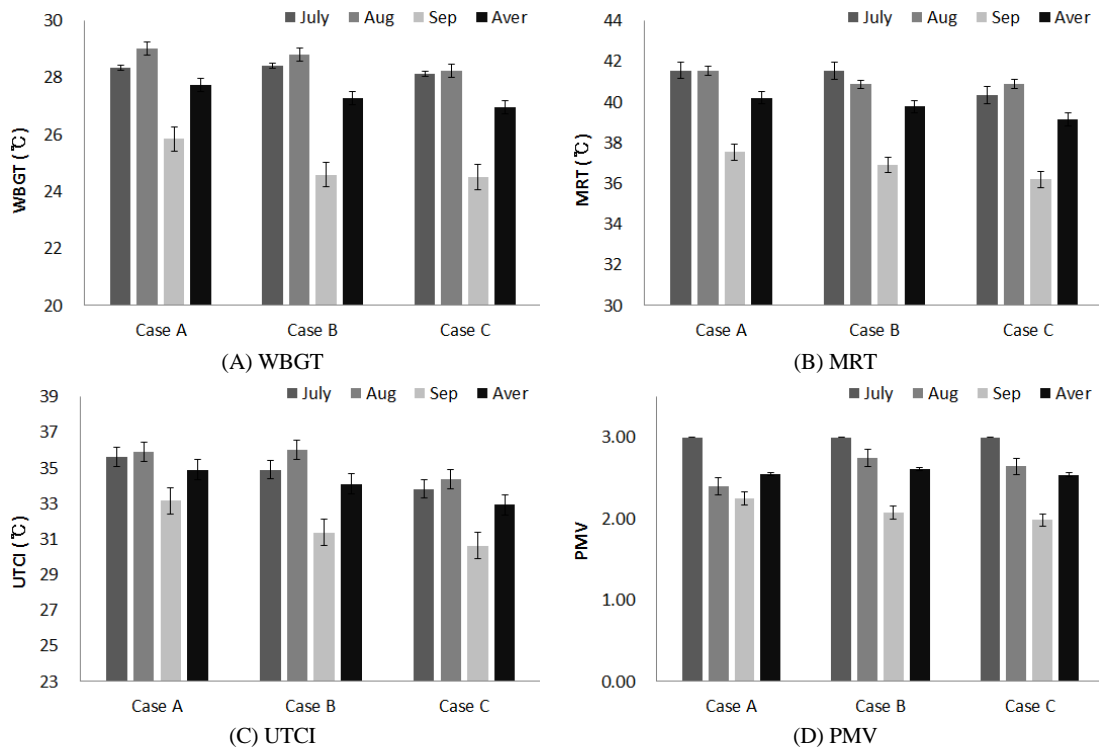 July Aug Sep Aver
30
28
26
24
22
20
WBGT (℃)
Case A Case B Case C
(A) WBGT
July Aug Sep Aver
44
42
40
38
36
34
32
30
MRT (℃)
Case A Case B Case C
(B) MRT
July Aug Sep Aver
39
37
35
33
31
29
27
25
23
UTCI (℃)
Case A Case B Case C
(C) UTCI
July Aug Sep Aver
3.00
2.00
1.00
0.00
PMV
Case A Case B Case C
(D) PMV